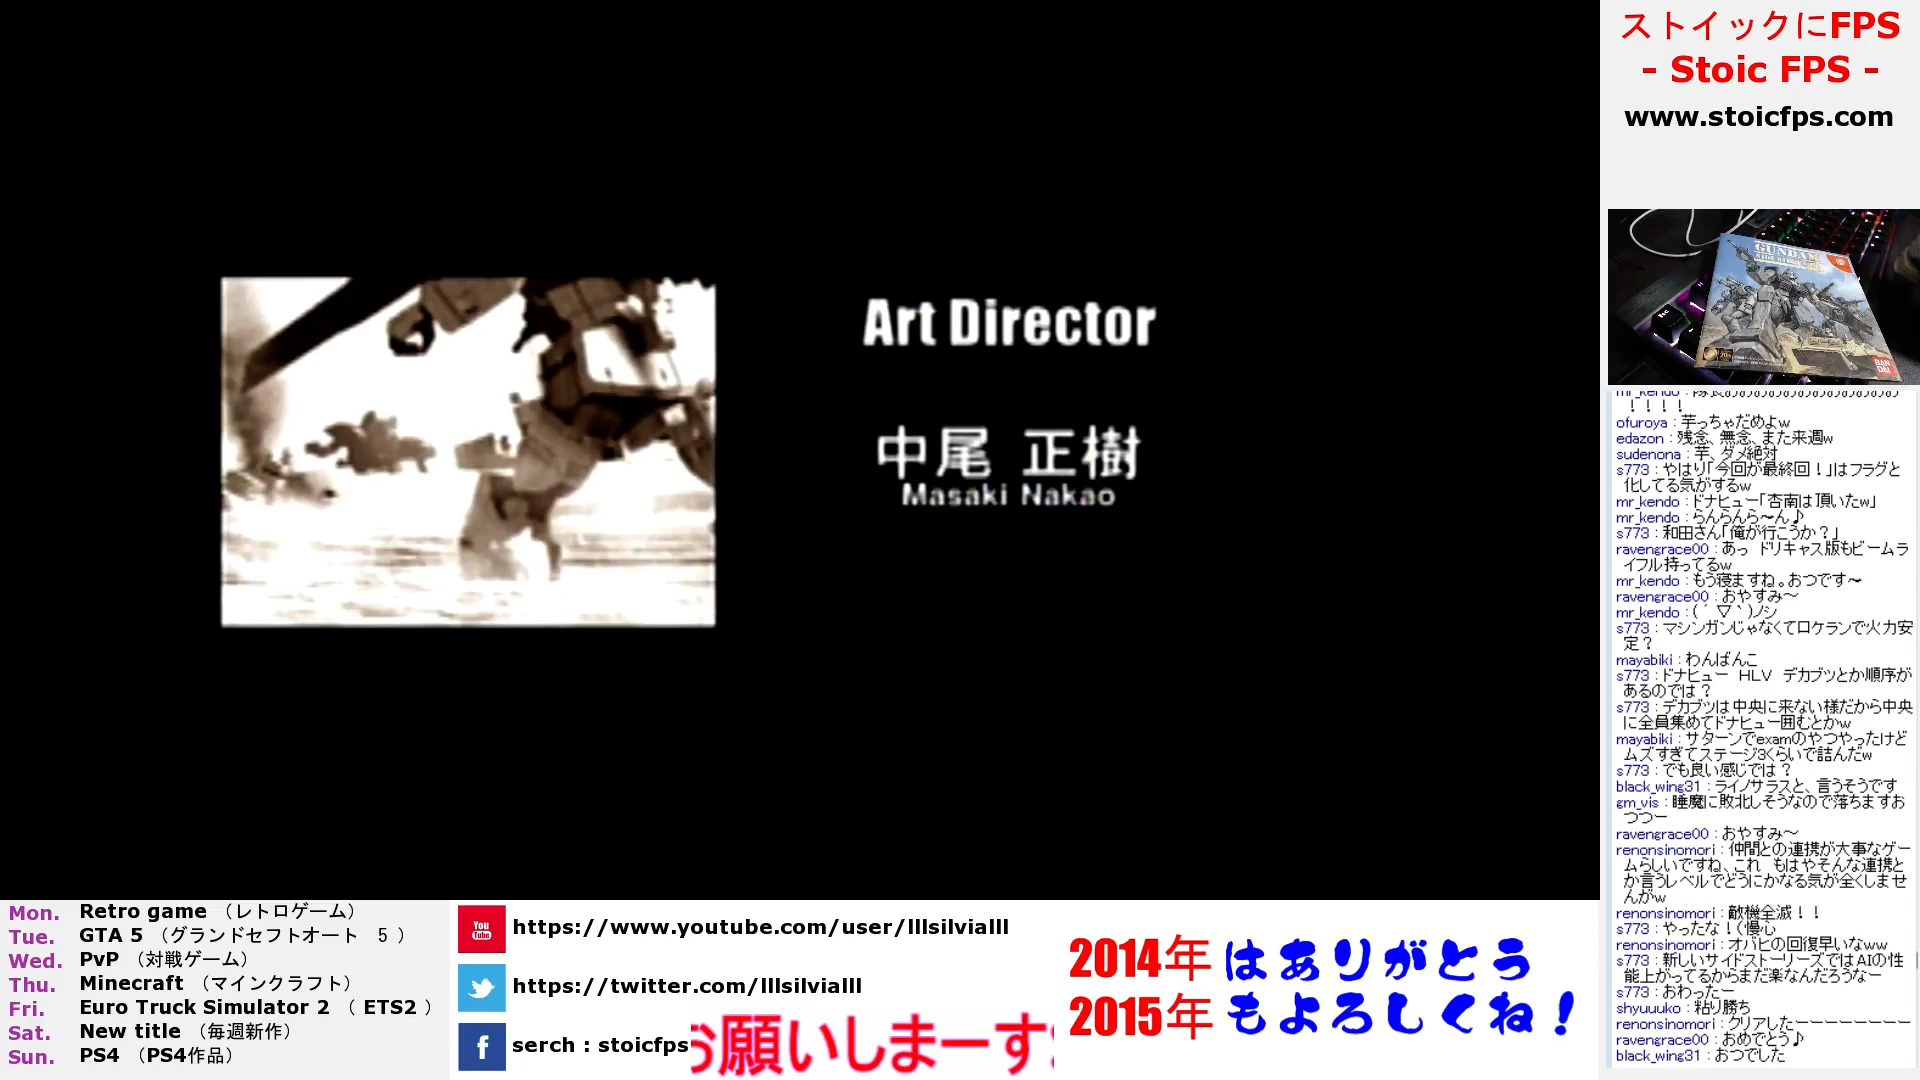 Art Director
中尾 正樹
Masaki Nakao
ストイックにFPS
- Stoic FPS -
www.stoicfps.com
GUNDAM
BAN
DAI
！！！！
ofuroya : 芋っちゃだめよw
edazon : 残念、無念、また来週w
sudenona : 芋、ダメ絶対
s773 : やはり「今回が最終回！」はフラグと
化してる気がするw
mr_kendo : ドナヒュー「杏南は頂いたw」
mr_kendo : らんらんら～ん♪
s773 : 和田さん「俺が行こうか？」
ravengrace00 : あっ ドリキャス版もビームラ
イフル持ってるw
mr_kendo : もう寝ますね。おつです～
ravengrace00 : おやすみ～
mr_kendo : ( ´ ▽ ` )ノシ
s773 : マシンガンじゃなくてロケランで火力安
定？
mayabiki : わんばんこ
s773 : ドナヒュー HLV デカブツとか順序が
あるのでは？
s773 : デカブツは中央に来ない様だから中央
に全員集めてドナヒュー囲むとかw
mayabiki : サターンでexamのやつやったけど
ムズすぎてステージ3くらいで詰んだw
s773 : でも良い感じでは？
black_wing31 : ライノサラスと、言うそうです
gm_vis : 睡魔に敗北しそうなので落ちますお
つつー
ravengrace00 : おやすみ～
renonsinomori : 仲間との連携が大事なゲー
ムらしいですね、これ もはやそんな連携と
か言うレベルでどうにかなる気が全くしませ
んがw
renonsinomori : 敵機全滅！！
s773 : やったな！(慢心
renonsinomori : オバヒの回復早いなww
s773 : 新しいサイドストーリーズではAIの性
能上がってるからまだ楽なんだろうなー
s773 : おわったー
shyuuuko : 粘り勝ち
renonsinomori : クリアしたーーーーーーーー
ravengrace00 : おめでとう♪
black_wing31 : おつでした
Mon. Retro game （レトロゲーム）
Tue. GTA 5 （グランドセフトオート 5 ）
Wed. PvP （対戦ゲーム）
Thu. Minecraft （マインクラフト）
Fri. Euro Truck Simulator 2 （ ETS2 ）
Sat. New title （毎週新作）
Sun. PS4 （PS4作品）
You Tube
https://www.youtube.com/user/lllsilvialll
https://twitter.com/lllsilvialll
f
serch : stoicfps
お願いしまーす
2014年 はありがとう
2015年 もよろしくね！